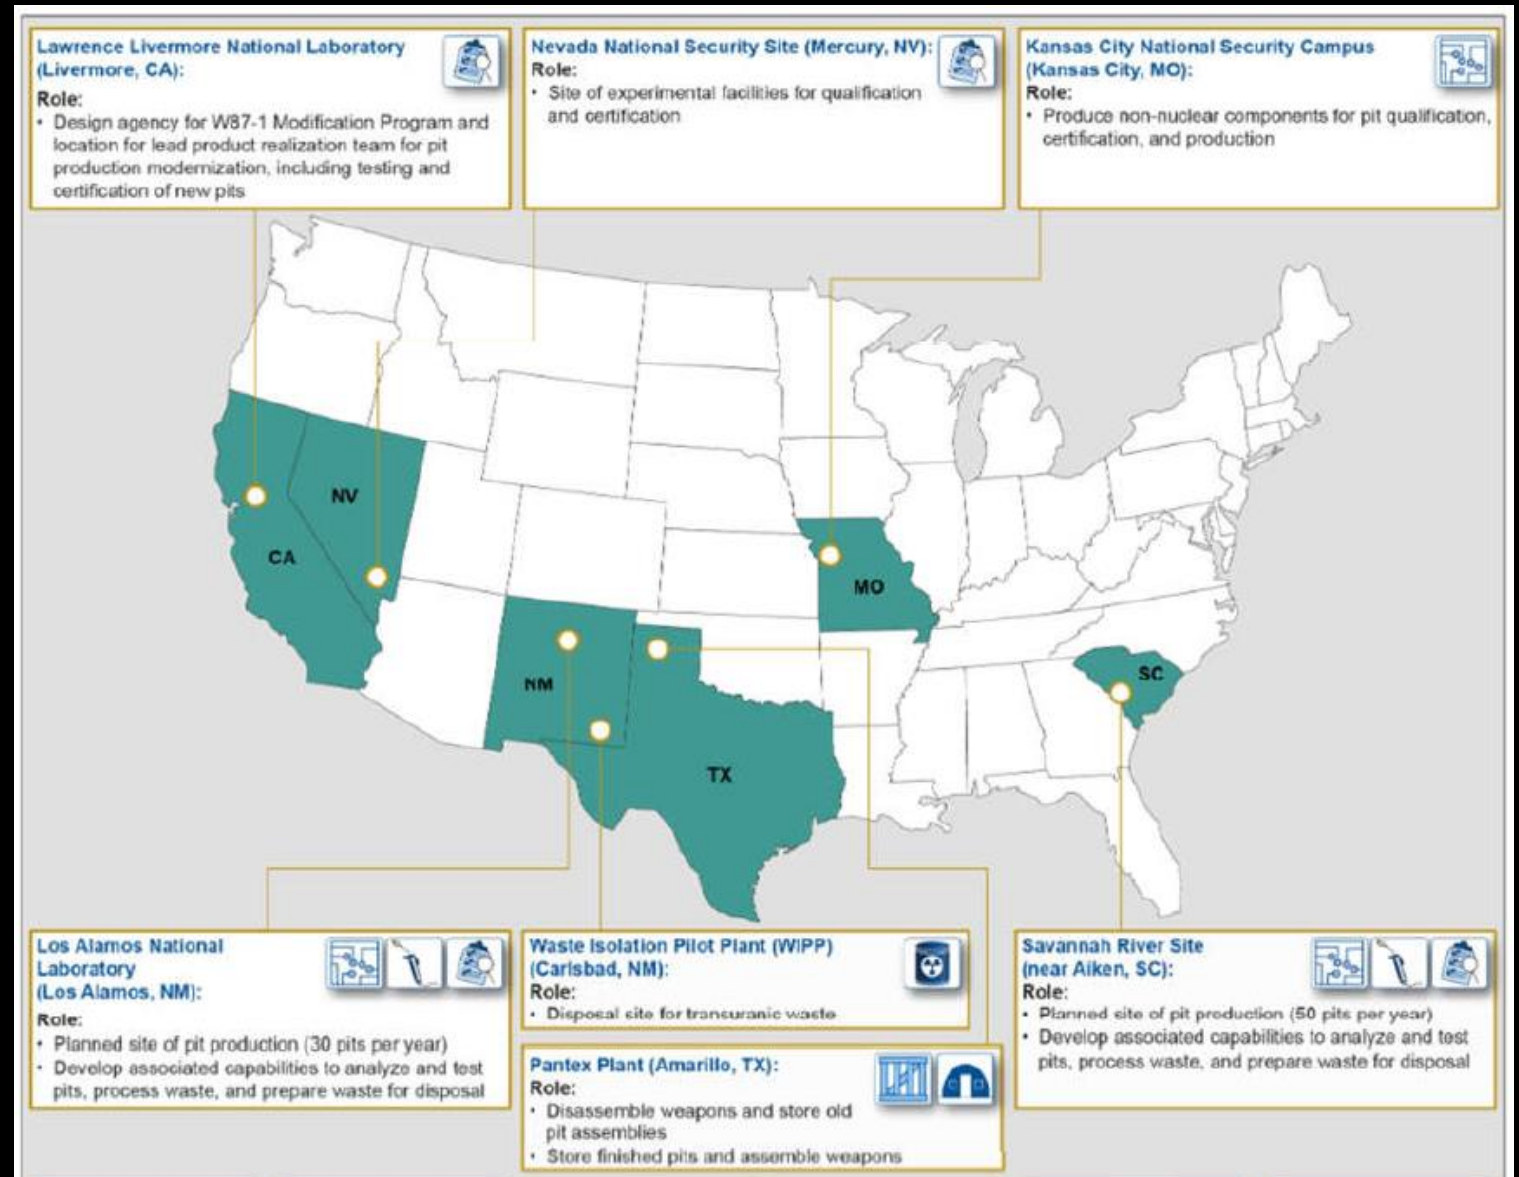 Lawrence Livermore National Laboratory
(Livermore, CA):
Role:
• Design agency for W87-1 Modification Program and
location for lead product realization team for pit
production modernization, including testing and
certification of new pits
Nevada National Security Site (Mercury, NV):
Role:
• Site of experimental facilities for qualification
and certification
Kansas City National Security Campus
(Kansas City, MO):
Role:
• Produce non-nuclear components for pit qualification,
certification, and production
NV
CA
MO
NM
SC
TX
Los Alamos National
Laboratory
(Los Alamos, NM):
Role:
• Planned site of pit production (30 pits per year)
• Develop associated capabilities to analyze and test
pits, process waste, and prepare waste for disposal
Waste Isolation Pilot Plant (WIPP)
(Carlsbad, NM):
Role:
• Disposal site for transuranic waste
Pantex Plant (Amarillo, TX):
Role:
• Disassemble weapons and store old
pit assemblies
• Store finished pits and assemble weapons
Savannah River Site
(near Aiken, SC):
Role:
• Planned site of pit production (50 pits per year)
• Develop associated capabilities to analyze and test
pits, process waste, and prepare waste for disposal